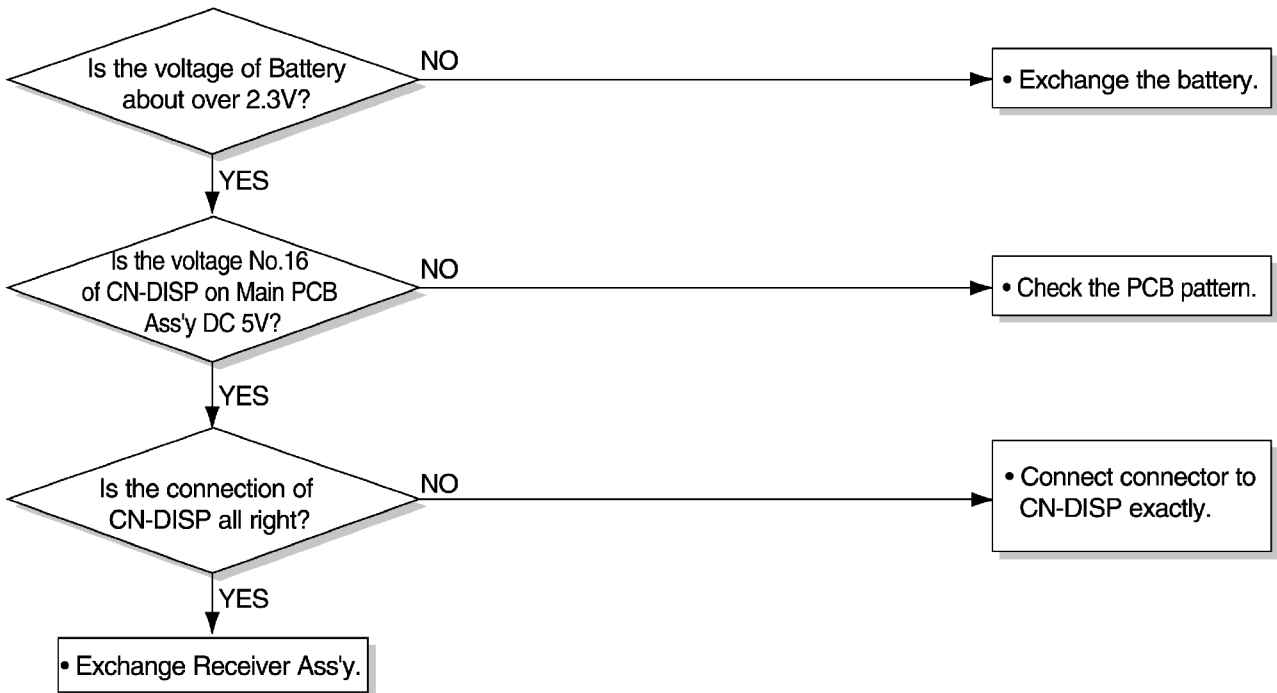 Is the voltage of Battery
about over 2.3V?
NO
• Exchange the battery.
YES
Is the voltage No.16
of CN-DISP on Main PCB
Ass'y DC 5V?
NO
• Check the PCB pattern.
YES
Is the connection of
CN-DISP all right?
NO
• Connect connector to
CN-DISP exactly.
YES
• Exchange Receiver Ass'y.